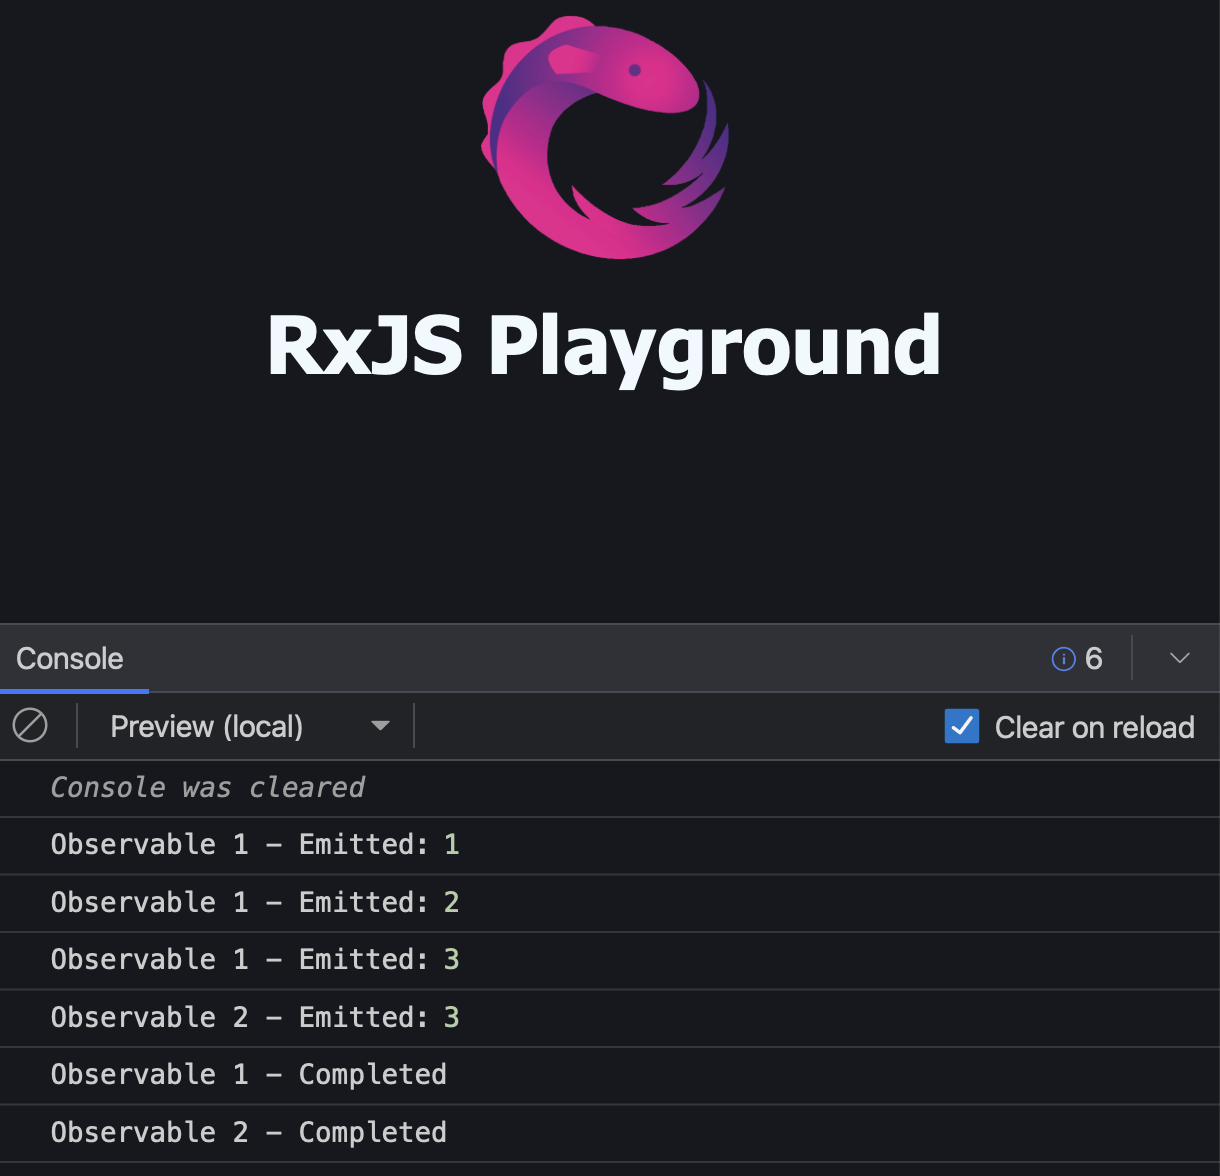 RxJS Playground
Console
6
Preview (local)
Clear on reload
Console was cleared
Observable 1 – Emitted: 1
Observable 1 – Emitted: 2
Observable 1 – Emitted: 3
Observable 2 – Emitted: 3
Observable 1 – Completed
Observable 2 – Completed